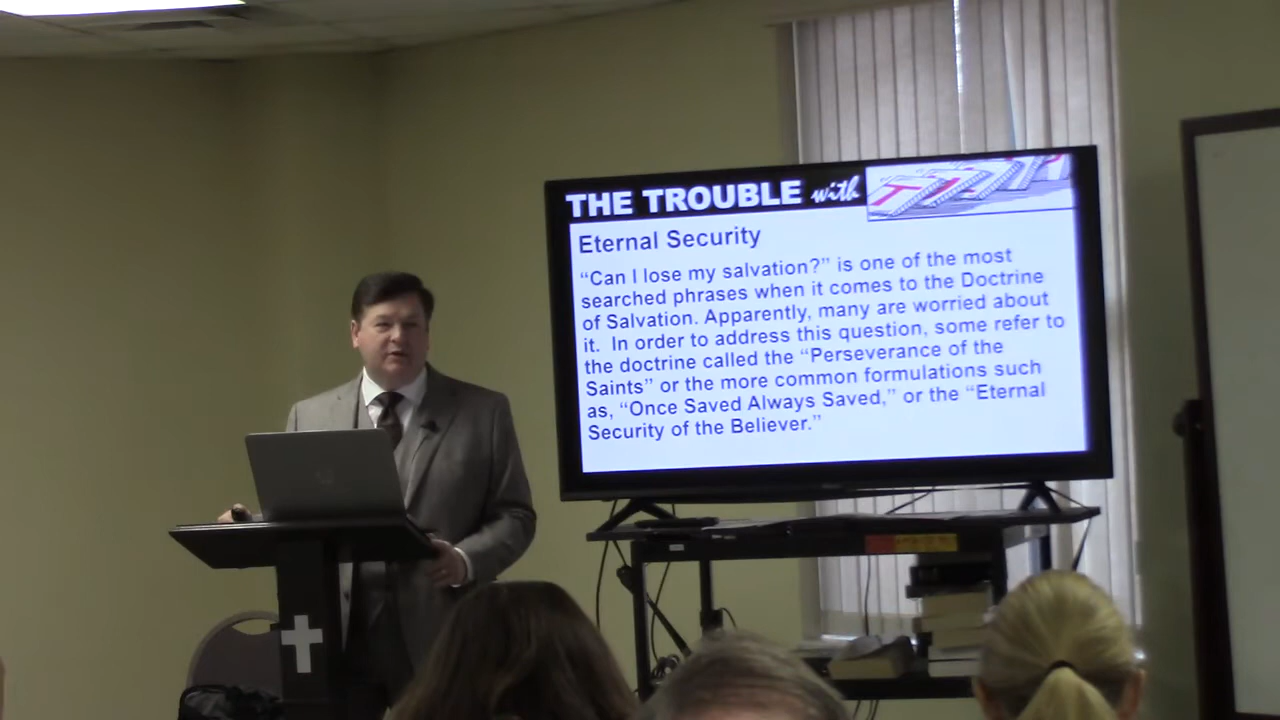 THE TROUBLE with
Eternal Security
“Can I lose my salvation?” is one of the most
searched phrases when it comes to the Doctrine
of Salvation. Apparently, many are worried about
it.  In order to address this question, some refer to
the doctrine called the “Perseverance of the
Saints” or the more common formulations such
as, “Once Saved Always Saved,” or the “Eternal
Security of the Believer.”